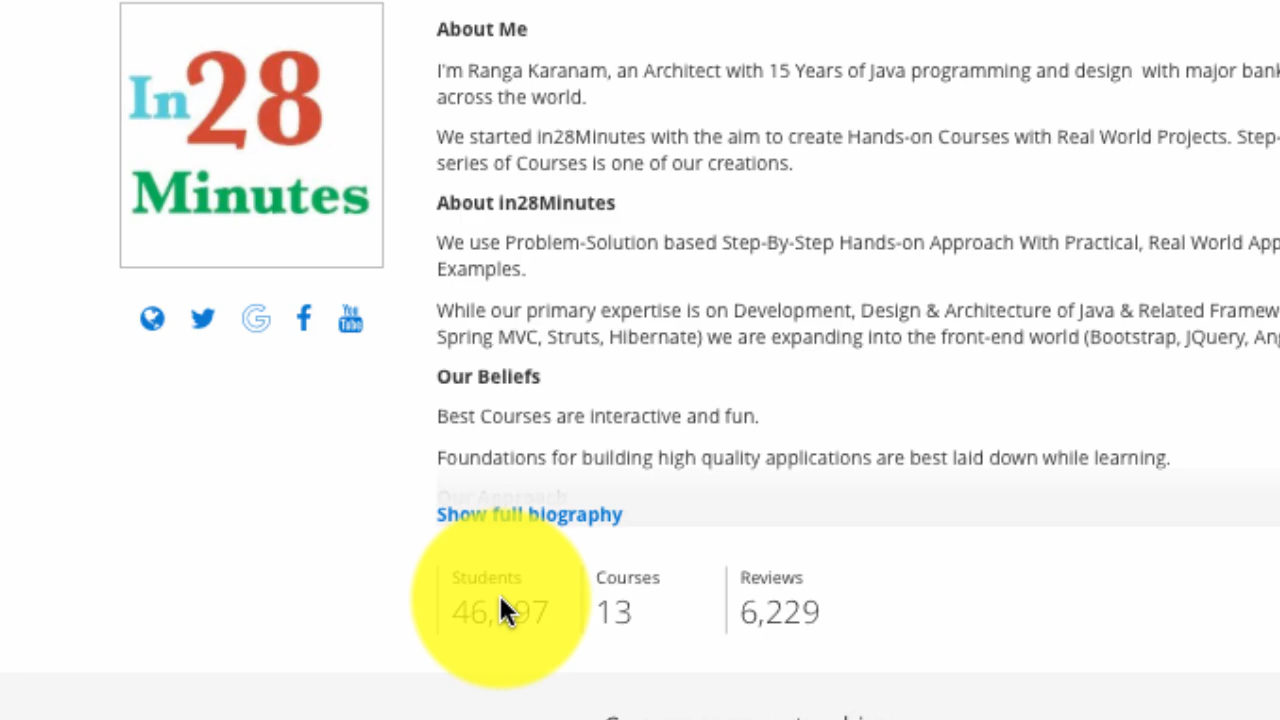 In28
Minutes
About Me
I'm Ranga Karanam, an Architect with 15 Years of Java programming and design with major bank
across the world.
We started in28Minutes with the aim to create Hands-on Courses with Real World Projects. Step-
series of Courses is one of our creations.
About in28Minutes
We use Problem-Solution based Step-By-Step Hands-on Approach With Practical, Real World App
Examples.
While our primary expertise is on Development, Design & Architecture of Java & Related Framew
Spring MVC, Struts, Hibernate) we are expanding into the front-end world (Bootstrap, JQuery, An
Our Beliefs
Best Courses are interactive and fun.
Foundations for building high quality applications are best laid down while learning.
Our Approach
Show full biography
Students
Courses
13
Reviews
6,229
You
Tube